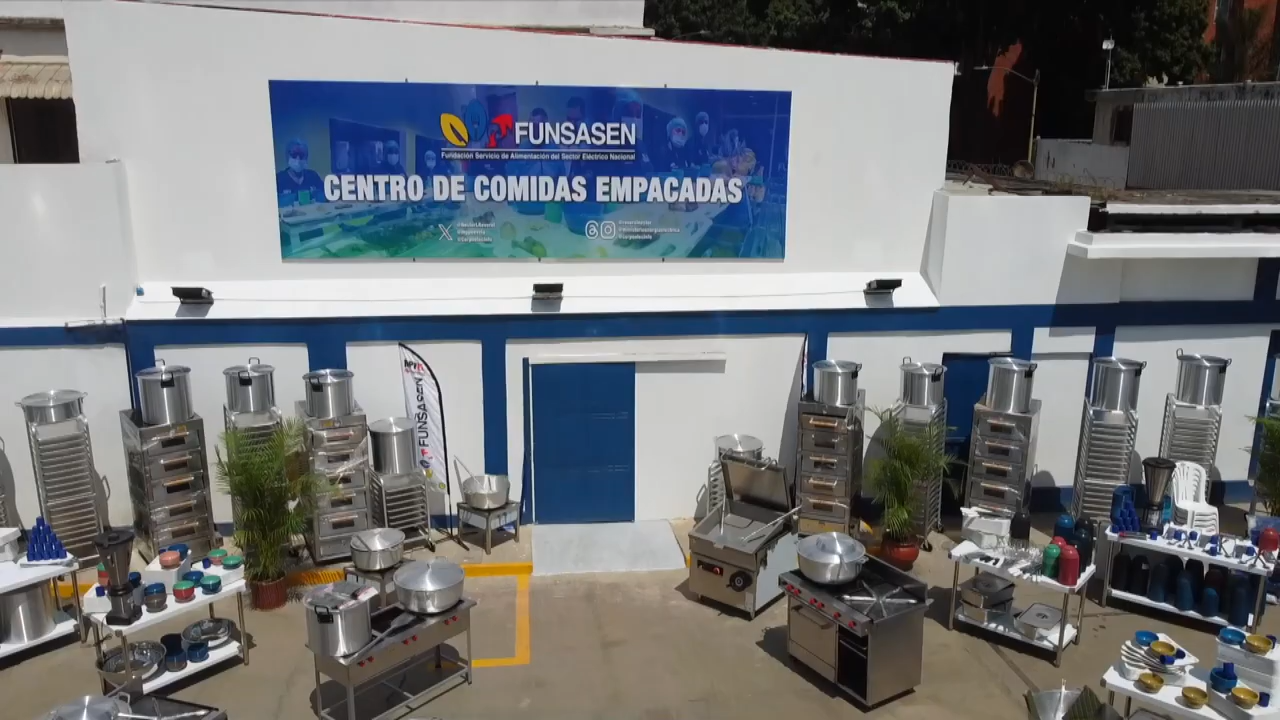 FUNSASEN
Fundación Servicio de Alimentación del Sector Eléctrico Nacional
CENTRO DE COMIDAS EMPACADAS
FUNSASEN